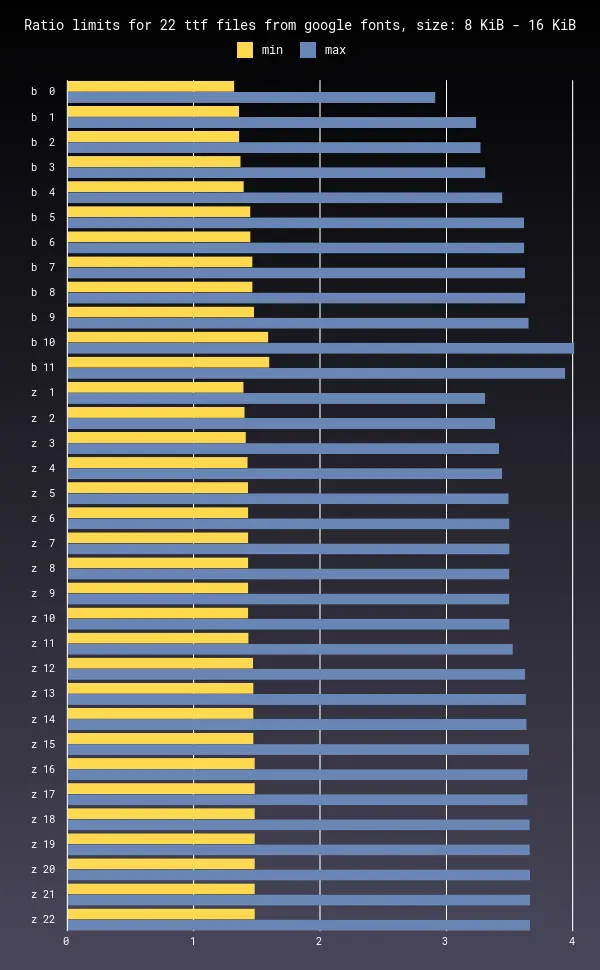 Ratio limits for 22 ttf files from google fonts, size: 8 KiB - 16 KiB
min max
b 0
b 1
b 2
b 3
b 4
b 5
b 6
b 7
b 8
b 9
b 10
b 11
z 1
z 2
z 3
z 4
z 5
z 6
z 7
z 8
z 9
z 10
z 11
z 12
z 13
z 14
z 15
z 16
z 17
z 18
z 19
z 20
z 21
z 22
0 1 2 3 4